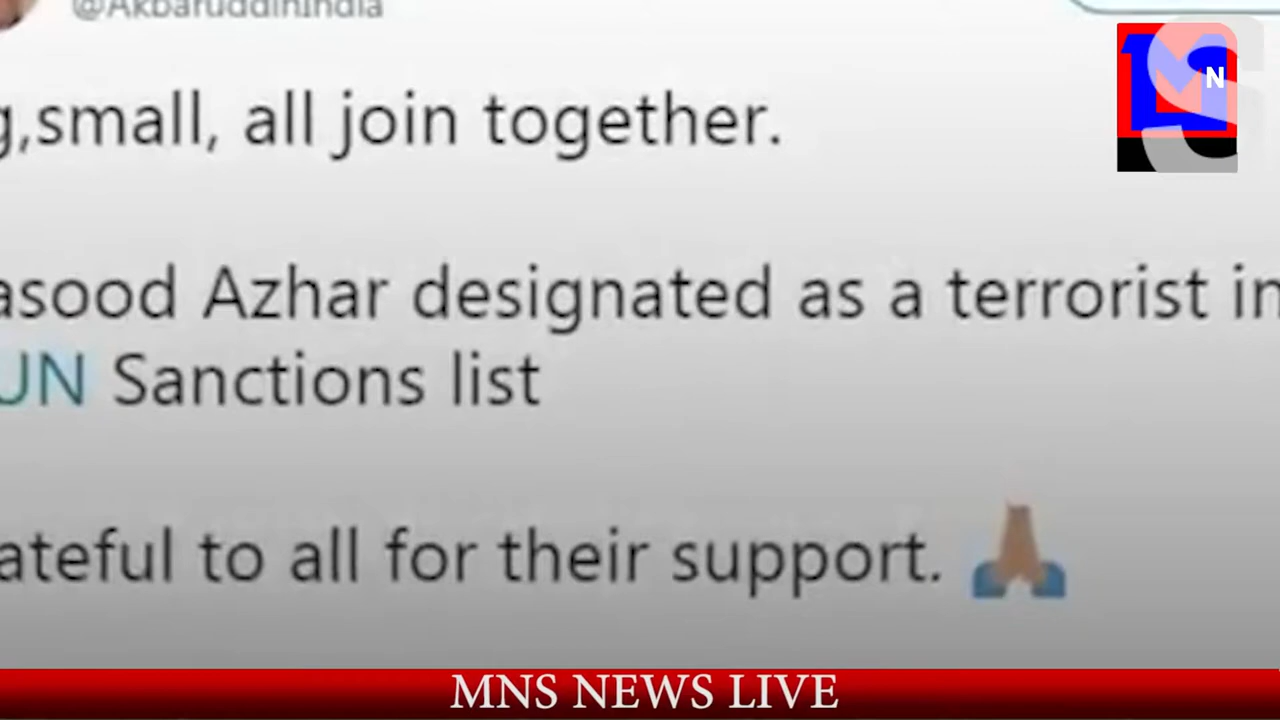 @AkbaruddinIndia
g,small, all join together.
asood Azhar designated as a terrorist in
UN Sanctions list
ateful to all for their support.
N
MNS NEWS LIVE